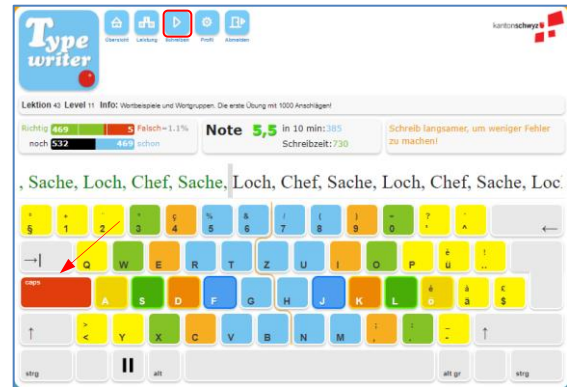 Type
writer
Übersicht Leistung Schreiben Profil Abmelden
kantonschwyz
Lektion 43 Level 11 Info: Wortbeispiele und Wortgruppen. Die erste Übung mit 1000 Anschlägen!
Richtig 469 5 Falsch=1.1%
noch 532 469 schon
Note 5,5 in 10 min:385
Schreibzeit:730
Schreib langsamer, um weniger Fehler
zu machen!
, Sache, Loch, Chef, Sache, Loch, Chef, Sache, Loch, Chef, Sache, Loc
° + " * ç % & / ( ) = ? `
§ 1 2 3 4 5 6 7 8 9 0 ' ^ ←
→| Q W E R T Z U I O P è ü ! ¨
caps A S D F G H J K L é ö à ä £ $
↑ > < Y X C V B N M ; , : . _ - ↑
strg alt alt gr strg